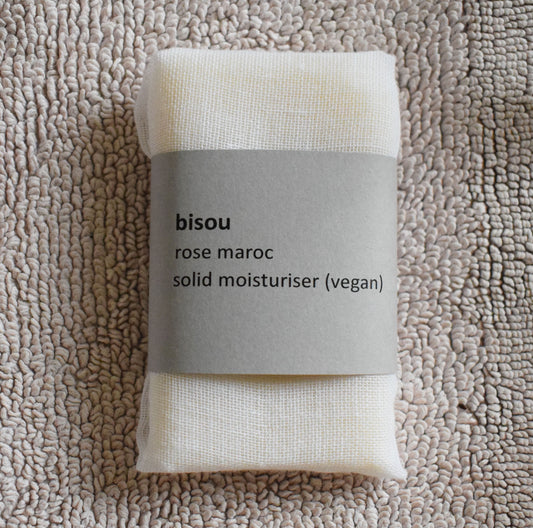 bisou
rose maroc
solid moisturiser (vegan)